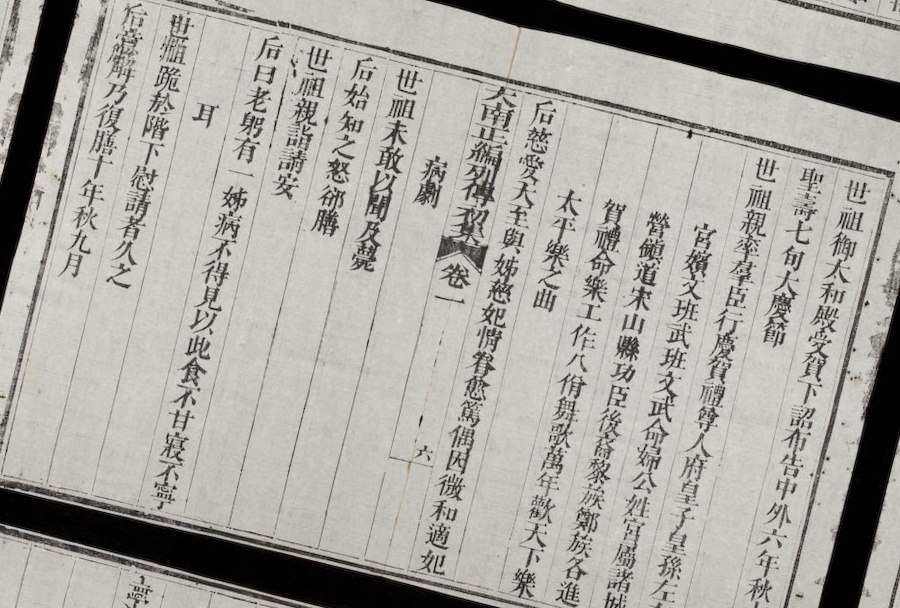 世祖御太和殿受賀下詔布告中外六年秋
聖壽七旬大慶節
世祖親率羣臣行慶賀禮尊人府皇子皇孫左
宮嬪文班武班文武命婦公姓宮屬諸城
營鎮道宋山縣功臣後裔黎族鄭族各進
賀禮命樂工作八佾舞歌萬年歡天下樂
太平樂之曲
后慈愛天至與姊慈妃情眷愈篤偶因微和適妃
大南正編列傳初集 卷一 六
病劇
世祖未敢以聞及薨
后始知之怒卻膳
世祖親詣請安
后曰老躬有一姊病不得見以此食不甘寢不寧
耳
世祖跪於階下慰請者久之
后意解乃復膳十年秋九月